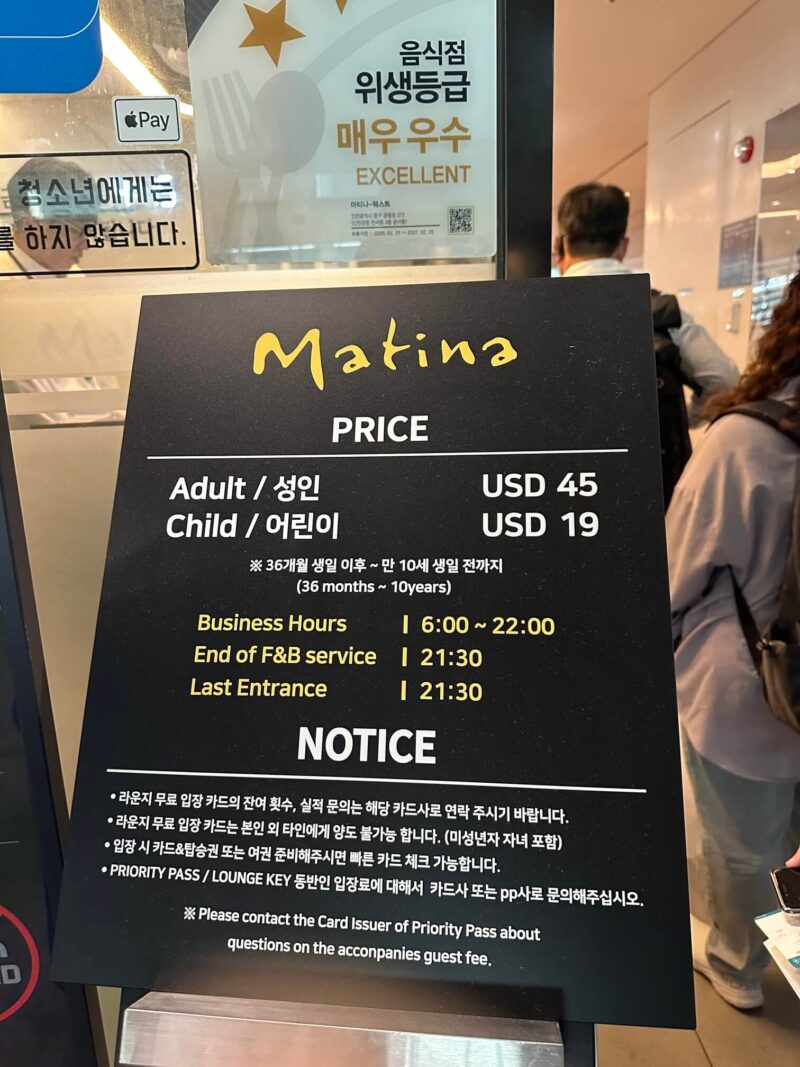 음식점
위생등급
매우 우수
EXCELLENT
마티나-웨스트
Pay
청소년에게는
를 하지 않습니다.
Matina
PRICE
Adult / 성인 USD 45
Child / 어린이 USD 19
※ 36개월 생일 이후 ~ 만 10세 생일 전까지
(36 months ~ 10years)
Business Hours | 6:00 ~ 22:00
End of F&B service | 21:30
Last Entrance | 21:30
NOTICE
• 라운지 무료 입장 카드의 잔여 횟수, 실적 문의는 해당 카드사로 연락 주시기 바랍니다.
• 라운지 무료 입장 카드는 본인 외 타인에게 양도 불가능 합니다. (미성년자 자녀 포함)
• 입장 시 카드&탑승권 또는 여권 준비해주시면 빠른 카드 체크 가능합니다.
• PRIORITY PASS / LOUNGE KEY 동반인 입장료에 대해서 카드사 또는 pp사로 문의해주십시오.
※ Please contact the Card Issuer of Priority Pass about
questions on the acconpanies guest fee.